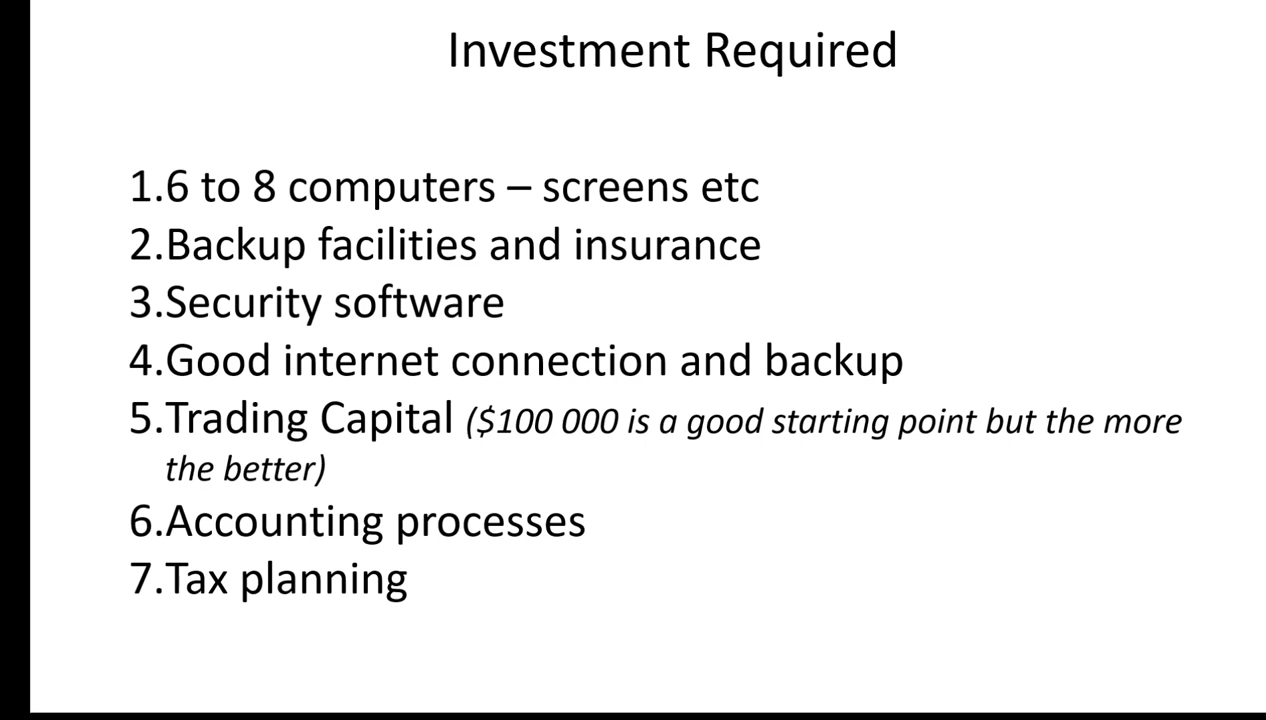 Investment Required
1.6 to 8 computers – screens etc
2.Backup facilities and insurance
3.Security software
4.Good internet connection and backup
5.Trading Capital ($100 000 is a good starting point but the more
the better)
6.Accounting processes
7.Tax planning